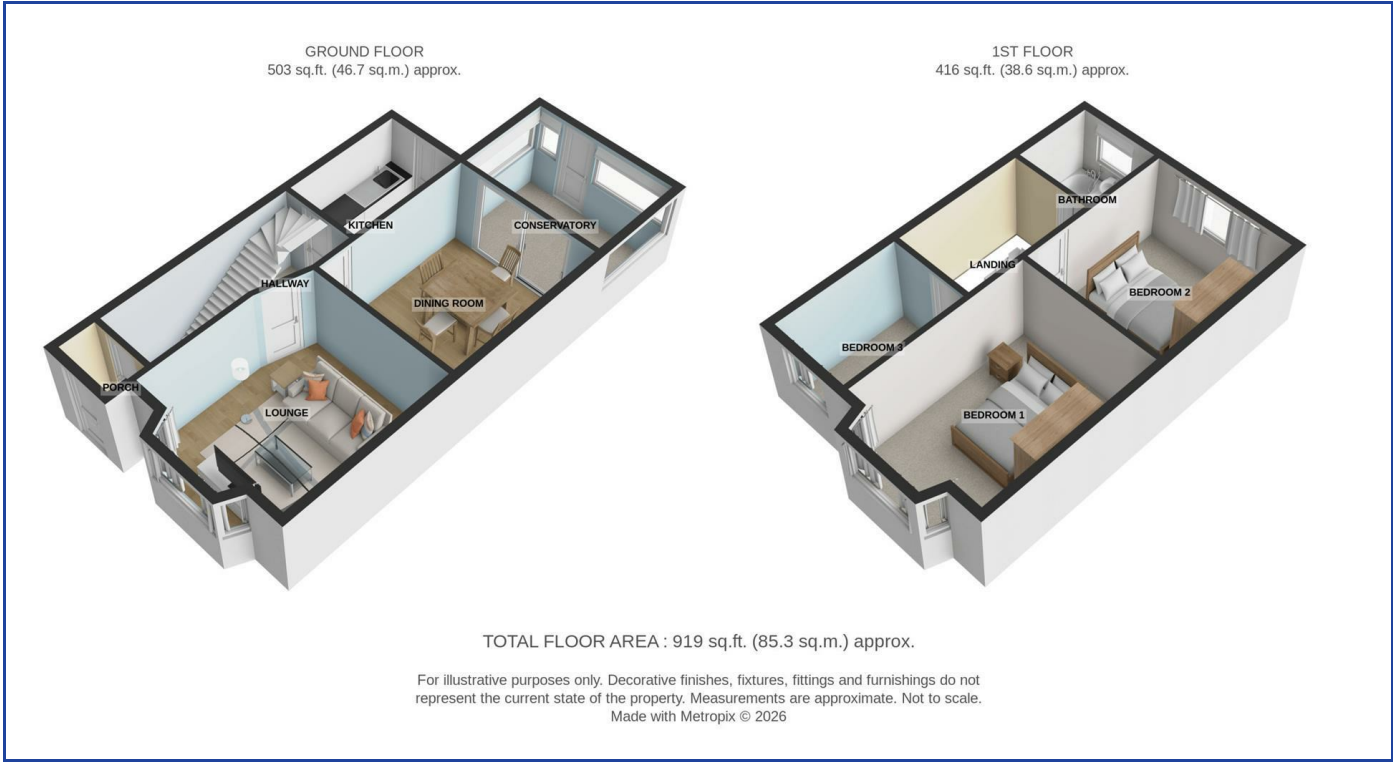 GROUND FLOOR
503 sq.ft. (46.7 sq.m.) approx.
KITCHEN
CONSERVATORY
HALLWAY
DINING ROOM
PORCH
LOUNGE
1ST FLOOR
416 sq.ft. (38.6 sq.m.) approx.
BATHROOM
LANDING
BEDROOM 2
BEDROOM 3
BEDROOM 1
TOTAL FLOOR AREA : 919 sq.ft. (85.3 sq.m.) approx.
For illustrative purposes only. Decorative finishes, fixtures, fittings and furnishings do not
represent the current state of the property. Measurements are approximate. Not to scale.
Made with Metropix © 2026